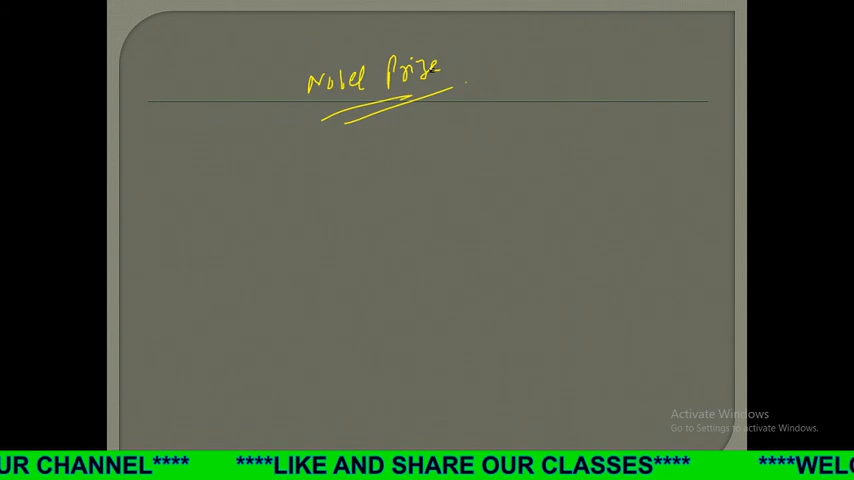 Nobel Prize
Activate Windows
Go to Settings to activate Windows.
UR CHANNEL**** ****LIKE AND SHARE OUR CLASSES**** ****WELC